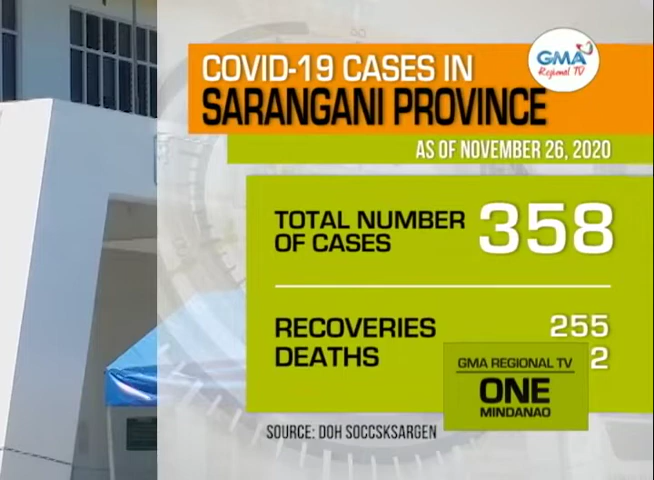 GMA
Regional TV
COVID-19 CASES IN
SARANGANI PROVINCE
AS OF NOVEMBER 26, 2020
TOTAL NUMBER
OF CASES
358
RECOVERIES 255
DEATHS 2
GMA REGIONAL TV
ONE
MINDANAO
SOURCE: DOH SOCCSKSARGEN